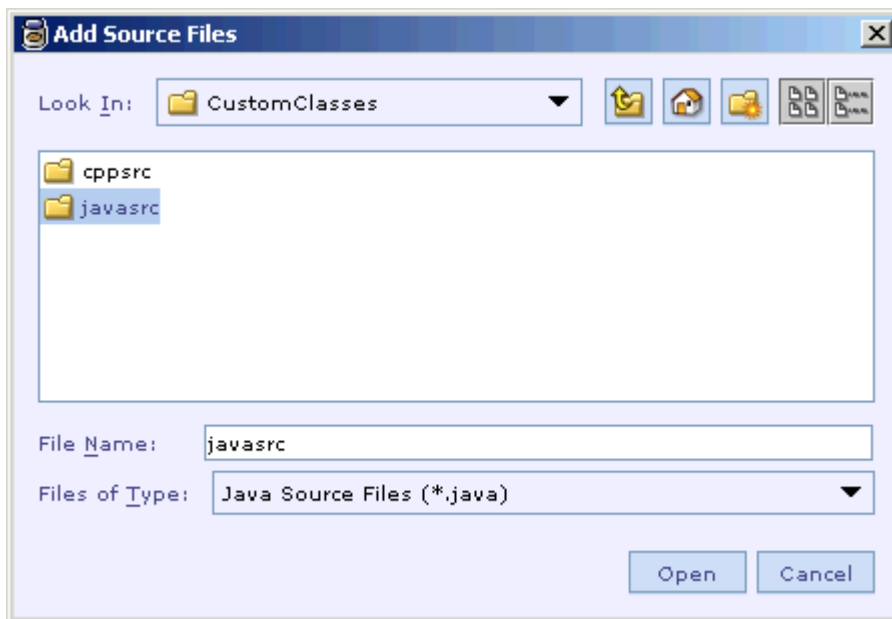 Add Source Files
Look In: CustomClasses
cppsrc
javasrc
File Name: javasrc
Files of Type: Java Source Files (*.java)
Open Cancel